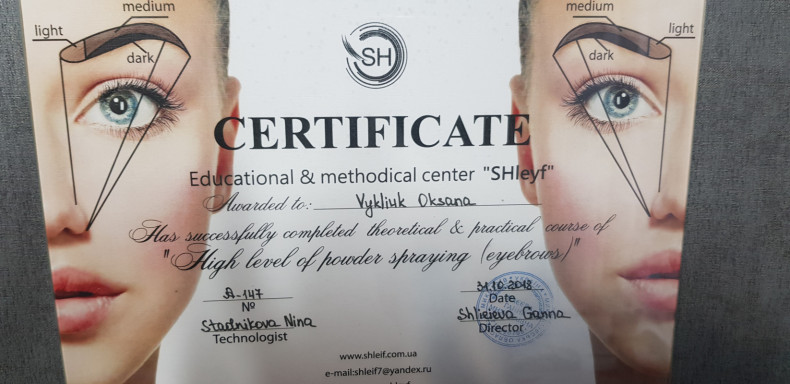 medium
light
dark
SH
medium
light
dark
CERTIFICATE
Educational & methodical center "SHleyf"
Awarded to: Vykliuk Oksana
Has successfully completed theoretical & practical course of
"High level of powder spraying (eyebrows)"
A-147
№
Stadnikova Nina
Technologist
31.10.2018
Date
Shlieieva Ganna
Director
www.shleif.com.ua
e-mail:shleif7@yandex.ru